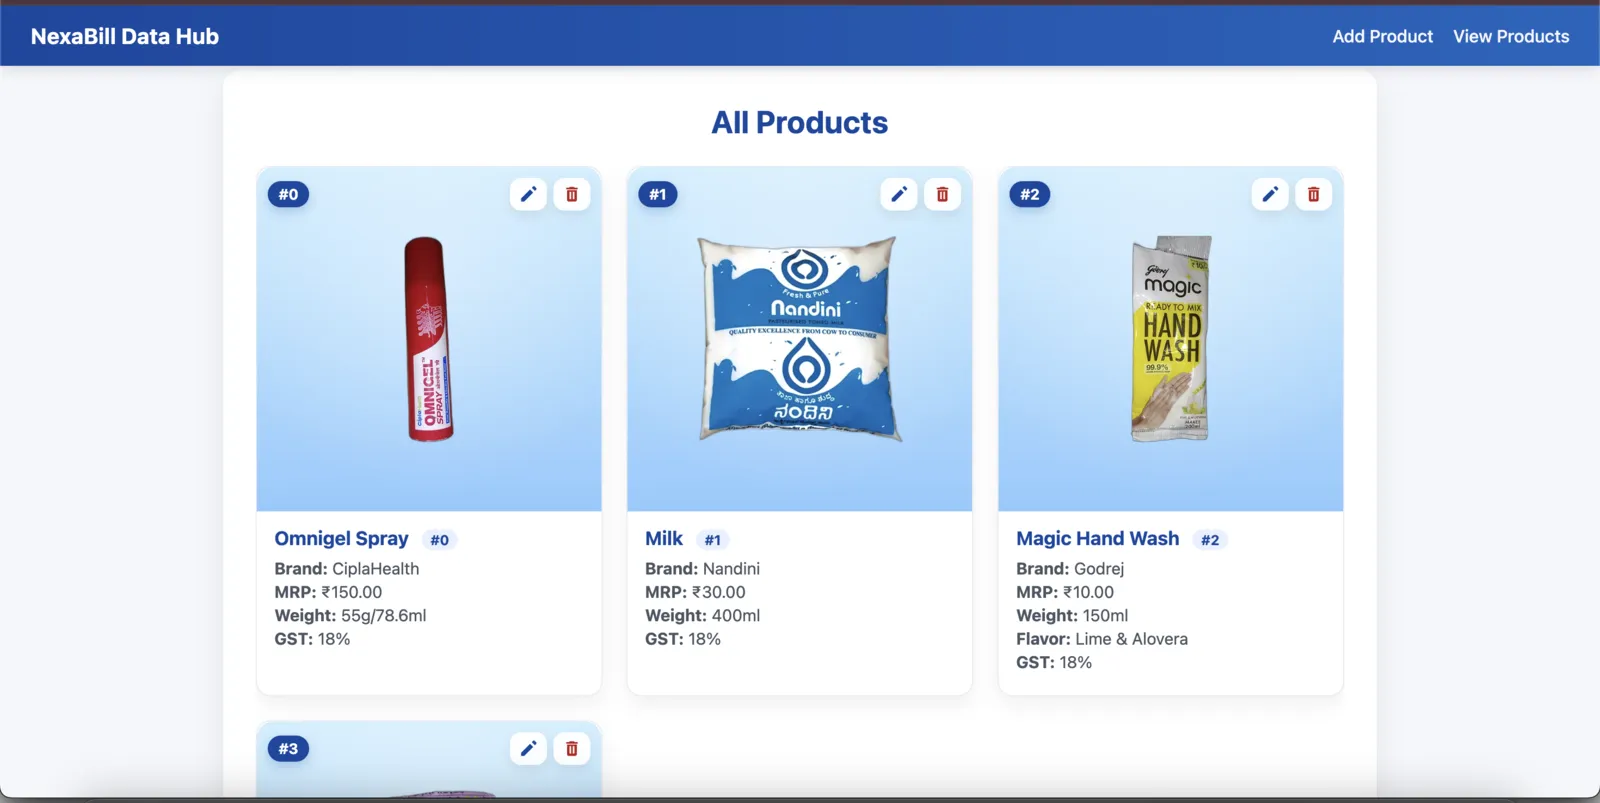 NexaBill Data Hub
Add Product
View Products
All Products
#0
#1
#2
OMNIGEL
SPRAY
Fresh & Pure
Nandini
PASTEURISED TONED MILK
QUALITY EXCELLENCE FROM COW TO CONSUMER
ನಂದಿನಿ
Godrej
magic
READY TO MIX
HAND
WASH
99.9%
Omnigel Spray #0
Brand: CiplaHealth
MRP: ₹150.00
Weight: 55g/78.6ml
GST: 18%
Milk #1
Brand: Nandini
MRP: ₹30.00
Weight: 400ml
GST: 18%
Magic Hand Wash #2
Brand: Godrej
MRP: ₹10.00
Weight: 150ml
Flavor: Lime & Alovera
GST: 18%
#3